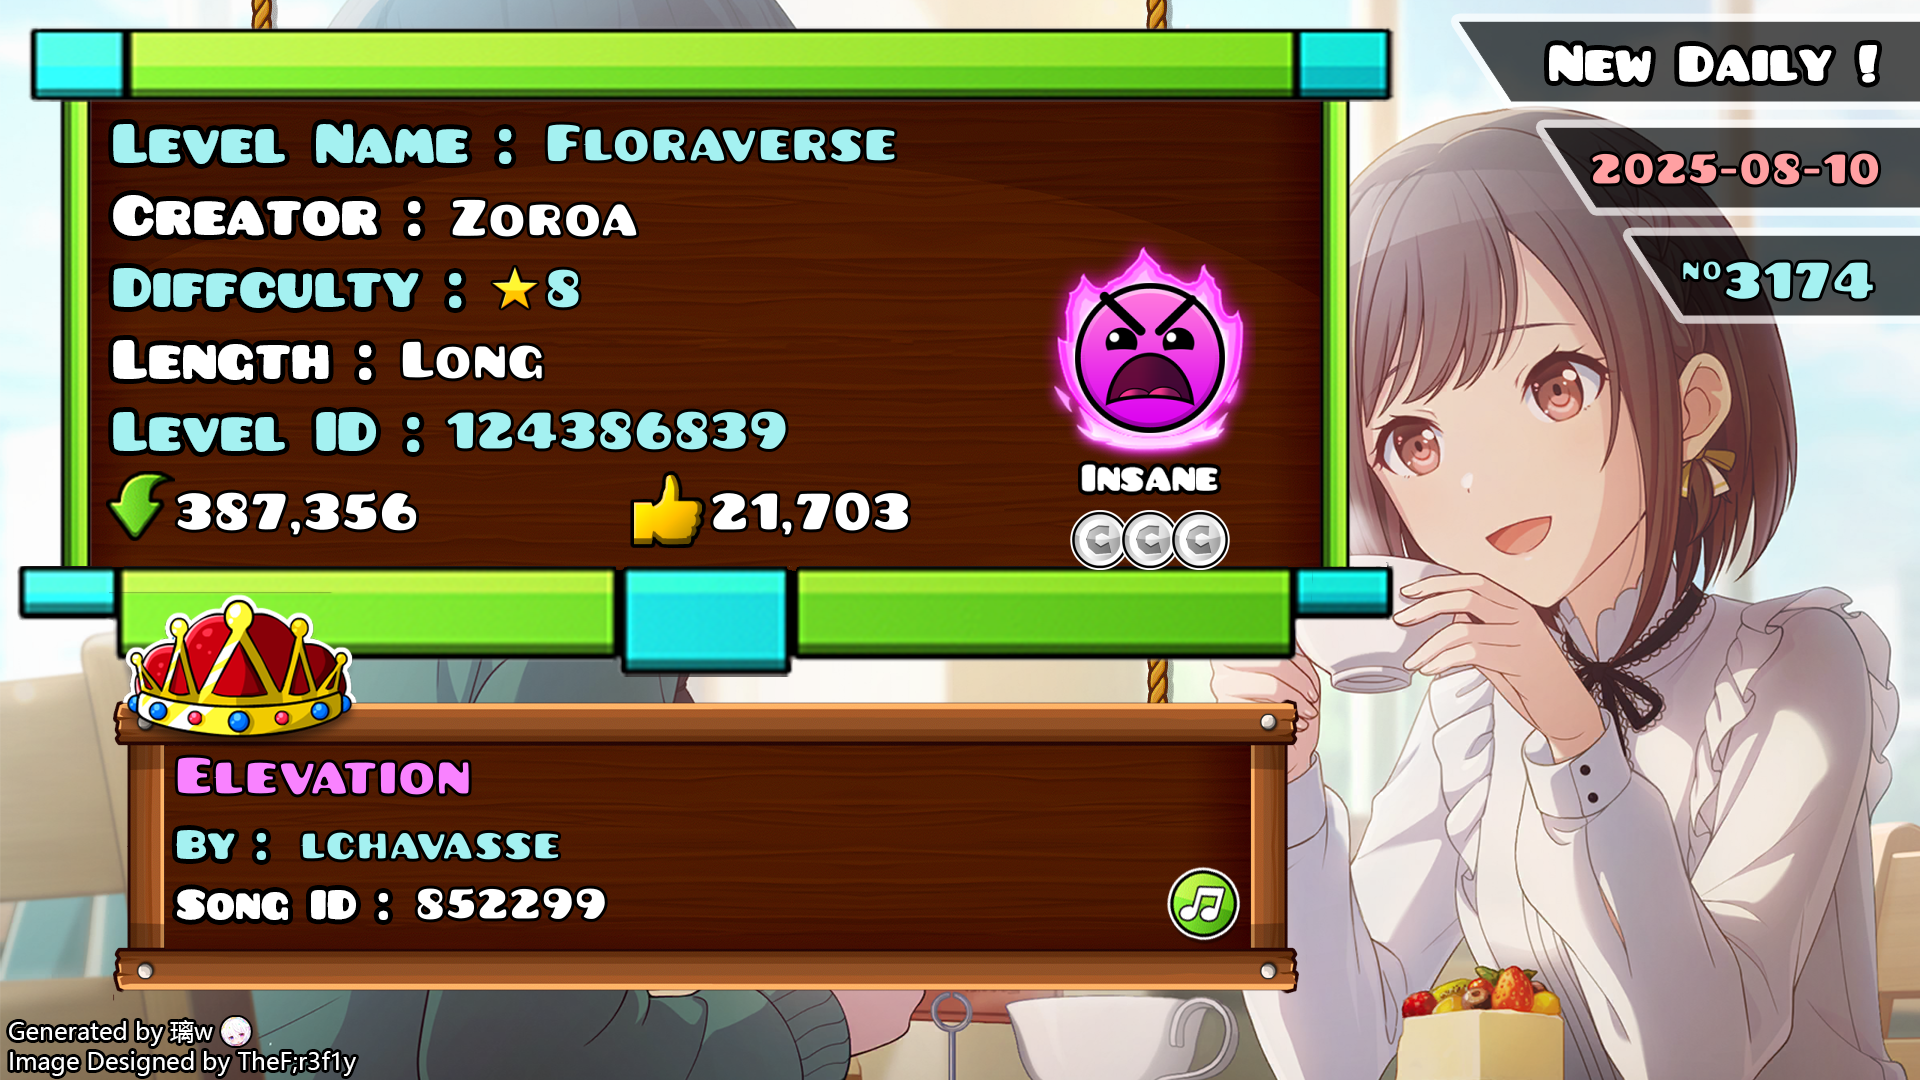 New Daily !
2025-08-10
No3174
Level Name : Floraverse
Creator : Zoroa
Diffculty : 8
Length : Long
Level ID : 124386839
387,356
21,703
Insane
Elevation
By : lchavasse
Song ID : 852299
Generated by 璃w
Image Designed by TheF;r3f1y